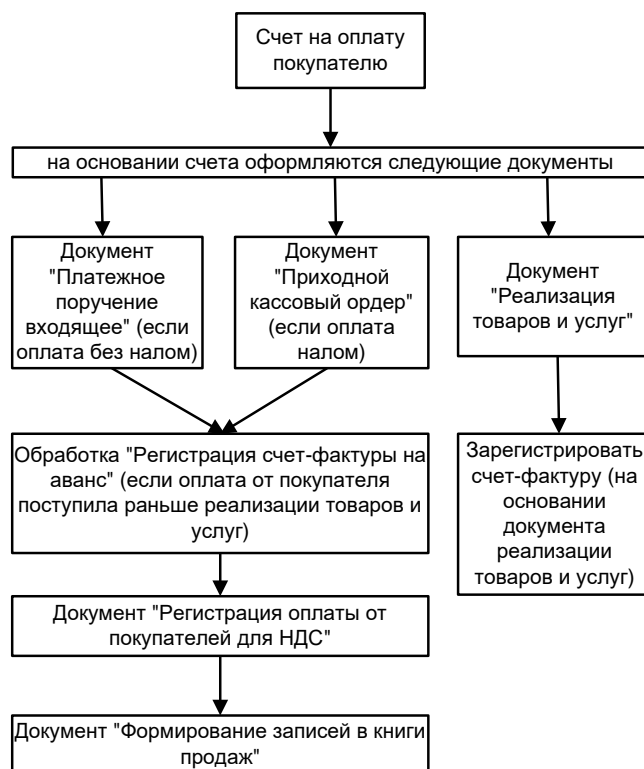 Счет на оплату
покупателю
на основании счета оформляются следующие документы
Документ
"Платежное
поручение
входящее" (если
оплата без налом)
Документ
"Приходной
кассовый ордер"
(если оплата
налом)
Документ
"Реализация
товаров и услуг"
Обработка "Регистрация счет-фактуры на
аванс" (если оплата от покупателя
поступила раньше реализации товаров и
услуг)
Зарегистрировать
счет-фактуру (на
основании
документа
реализации
товаров и услуг)
Документ "Регистрация оплаты от
покупателей для НДС"
Документ "Формирование записей в книги
продаж"